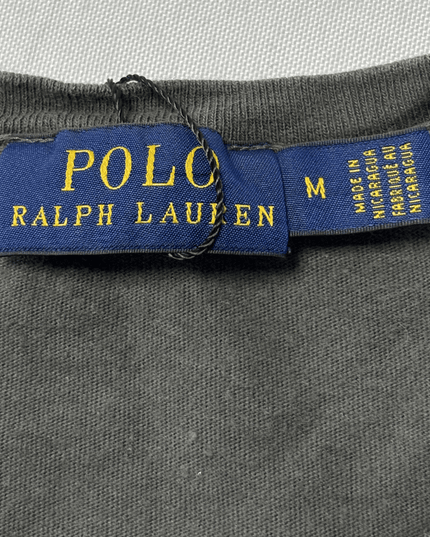 POLO
RALPH LAUREN
M
MADE IN
NICARAGUA
FABRIQUÉ AU
NICARAGUA